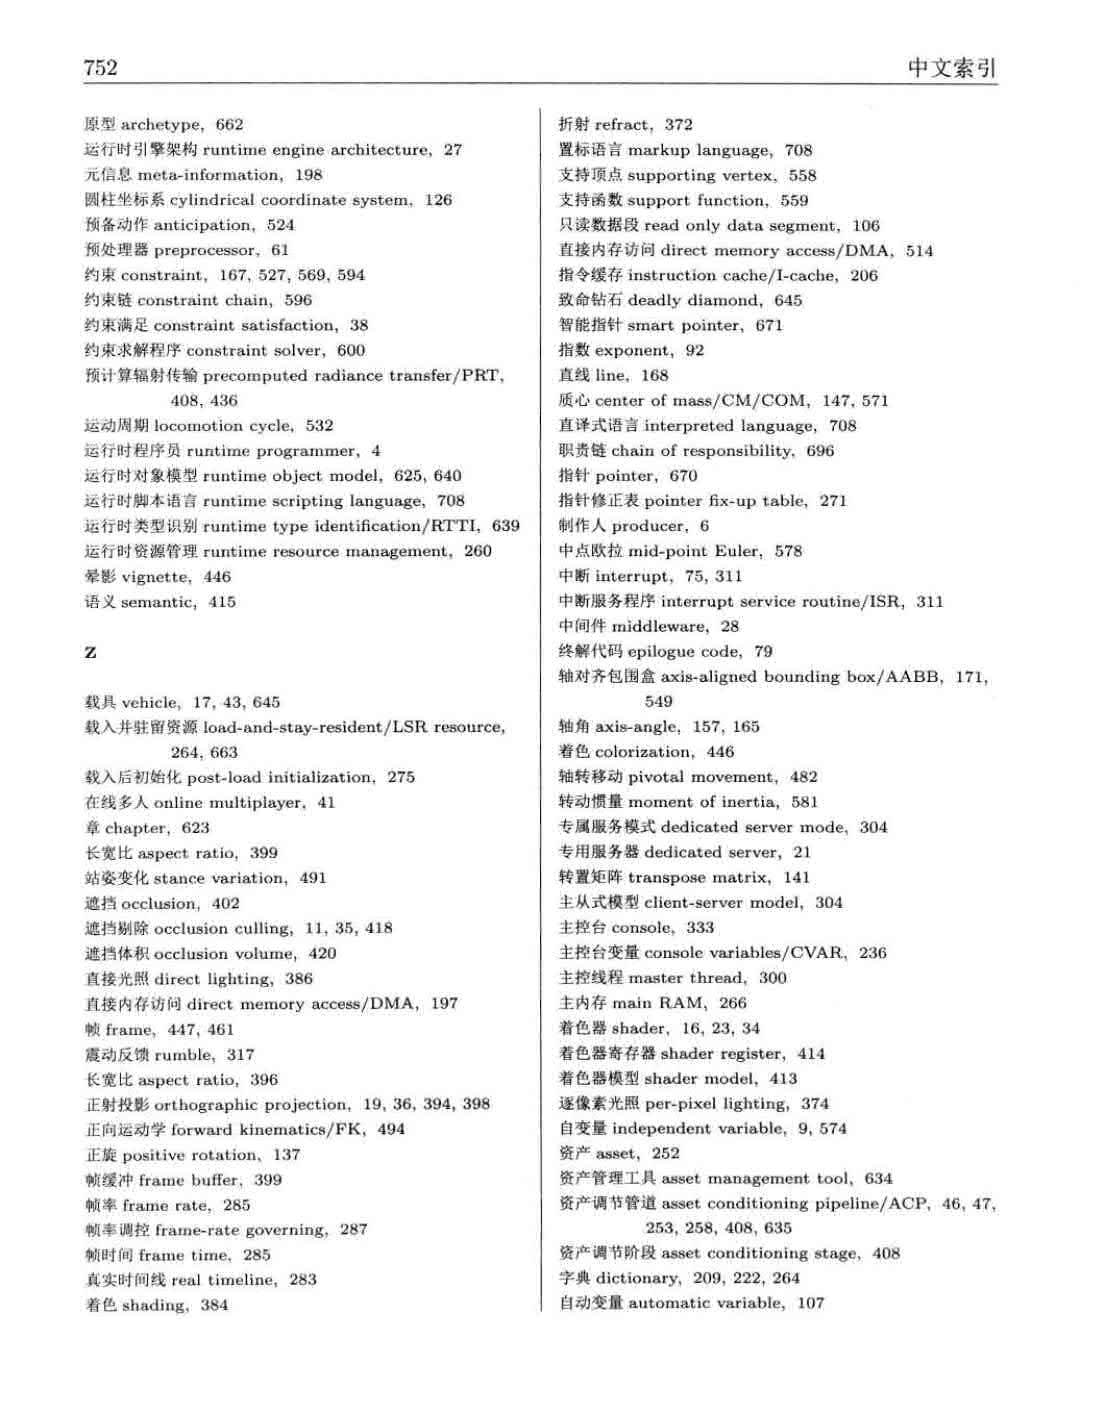 752
中文索引
原型 archetype, 662
运行时引擎架构 runtime engine architecture, 27
元信息 meta-information, 198
圆柱坐标系 cylindrical coordinate system, 126
预备动作 anticipation, 524
预处理器 preprocessor, 61
约束 constraint, 167, 527, 569, 594
约束链 constraint chain, 596
约束满足 constraint satisfaction, 38
约束求解程序 constraint solver, 600
预计算辐射传输 precomputed radiance transfer/PRT,
408, 436
运动周期 locomotion cycle, 532
运行时程序员 runtime programmer, 4
运行时对象模型 runtime object model, 625, 640
运行时脚本语言 runtime scripting language, 708
运行时类型识别 runtime type identification/RTTI, 639
运行时资源管理 runtime resource management, 260
晕影 vignette, 446
语义 semantic, 415
Z
载具 vehicle, 17, 43, 645
载入并驻留资源 load-and-stay-resident/LSR resource,
264, 663
载入后初始化 post-load initialization, 275
在线多人 online multiplayer, 41
章 chapter, 623
长宽比 aspect ratio, 399
站姿变化 stance variation, 491
遮挡 occlusion, 402
遮挡剔除 occlusion culling, 11, 35, 418
遮挡体积 occlusion volume, 420
直接光照 direct lighting, 386
直接内存访问 direct memory access/DMA, 197
帧 frame, 447, 461
震动反馈 rumble, 317
长宽比 aspect ratio, 396
正射投影 orthographic projection, 19, 36, 394, 398
正向运动学 forward kinematics/FK, 494
正旋 positive rotation, 137
帧缓冲 frame buffer, 399
帧率 frame rate, 285
帧率调控 frame-rate governing, 287
帧时间 frame time, 285
真实时间线 real timeline, 283
着色 shading, 384
折射 refract, 372
置标语言 markup language, 708
支持顶点 supporting vertex, 558
支持函数 support function, 559
只读数据段 read only data segment, 106
直接内存访问 direct memory access/DMA, 514
指令缓存 instruction cache/I-cache, 206
致命钻石 deadly diamond, 645
智能指针 smart pointer, 671
指数 exponent, 92
直线 line, 168
质心 center of mass/CM/COM, 147, 571
直译式语言 interpreted language, 708
职责链 chain of responsibility, 696
指针 pointer, 670
指针修正表 pointer fix-up table, 271
制作人 producer, 6
中点欧拉 mid-point Euler, 578
中断 interrupt, 75, 311
中断服务程序 interrupt service routine/ISR, 311
中间件 middleware, 28
终解代码 epilogue code, 79
轴对齐包围盒 axis-aligned bounding box/AABB, 171,
549
轴角 axis-angle, 157, 165
着色 colorization, 446
轴转移动 pivotal movement, 482
转动惯量 moment of inertia, 581
专属服务模式 dedicated server mode, 304
专用服务器 dedicated server, 21
转置矩阵 transpose matrix, 141
主从式模型 client-server model, 304
主控台 console, 333
主控台变量 console variables/CVAR, 236
主控线程 master thread, 300
主内存 main RAM, 266
着色器 shader, 16, 23, 34
着色器寄存器 shader register, 414
着色器模型 shader model, 413
逐像素光照 per-pixel lighting, 374
自变量 independent variable, 9, 574
资产 asset, 252
资产管理工具 asset management tool, 634
资产调节管道 asset conditioning pipeline/ACP, 46, 47,
253, 258, 408, 635
资产调节阶段 asset conditioning stage, 408
字典 dictionary, 209, 222, 264
自动变量 automatic variable, 107